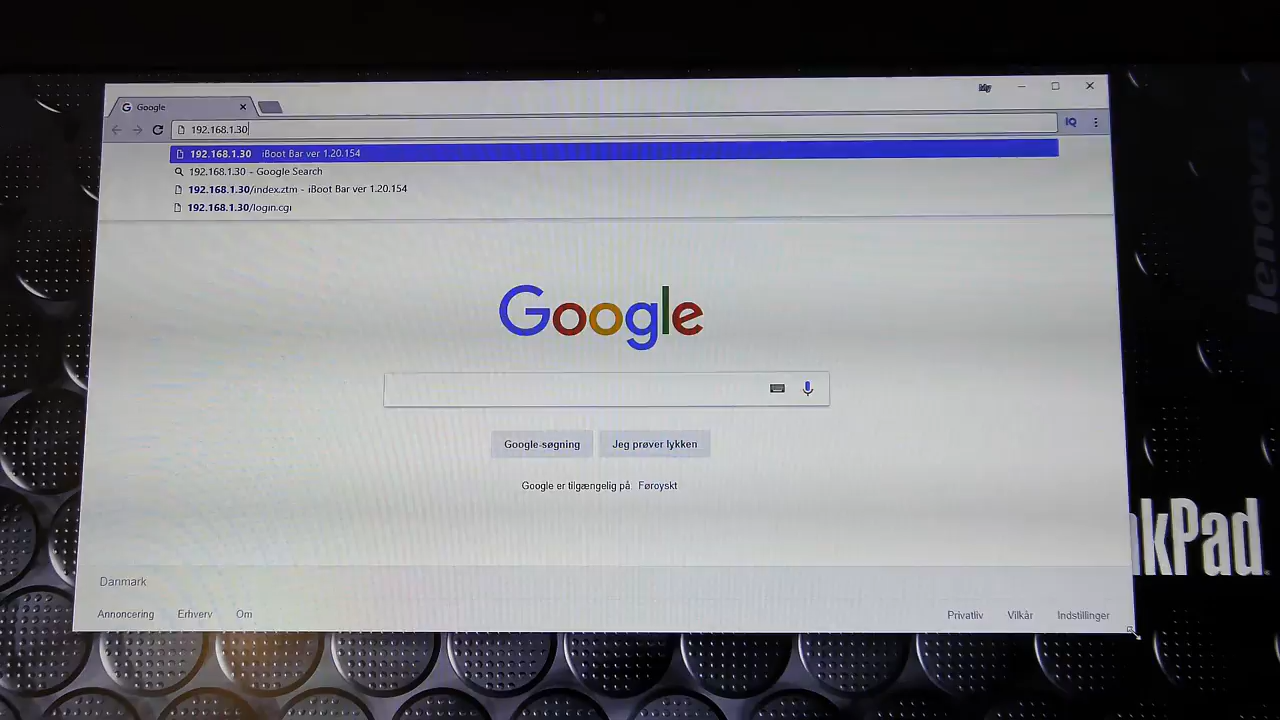 Google
My
192.168.1.30
IQ
192.168.1.30 iBoot Bar ver 1.20.154
192.168.1.30 - Google Search
192.168.1.30/index.ztm - iBoot Bar ver 1.20.154
192.168.1.30/login.cgi
lenovo
Google
Google-søgning Jeg prøver lykken
Google er tilgængelig på: Føroyskt
nkPad
Danmark
Annoncering Erhverv Om Privatliv Vilkår Indstillinger